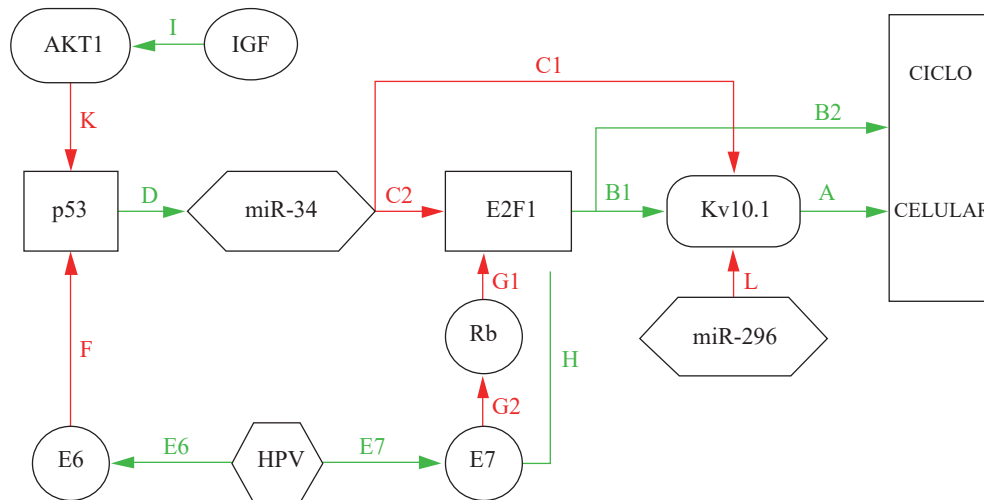 AKT1
I
IGF
C1
CICLO
K
B2
p53
D
miR-34
C2
E2F1
B1
Kv10.1
A
CELULAR
G1
L
Rb
miR-296
F
H
G2
E6
E6
HPV
E7
E7